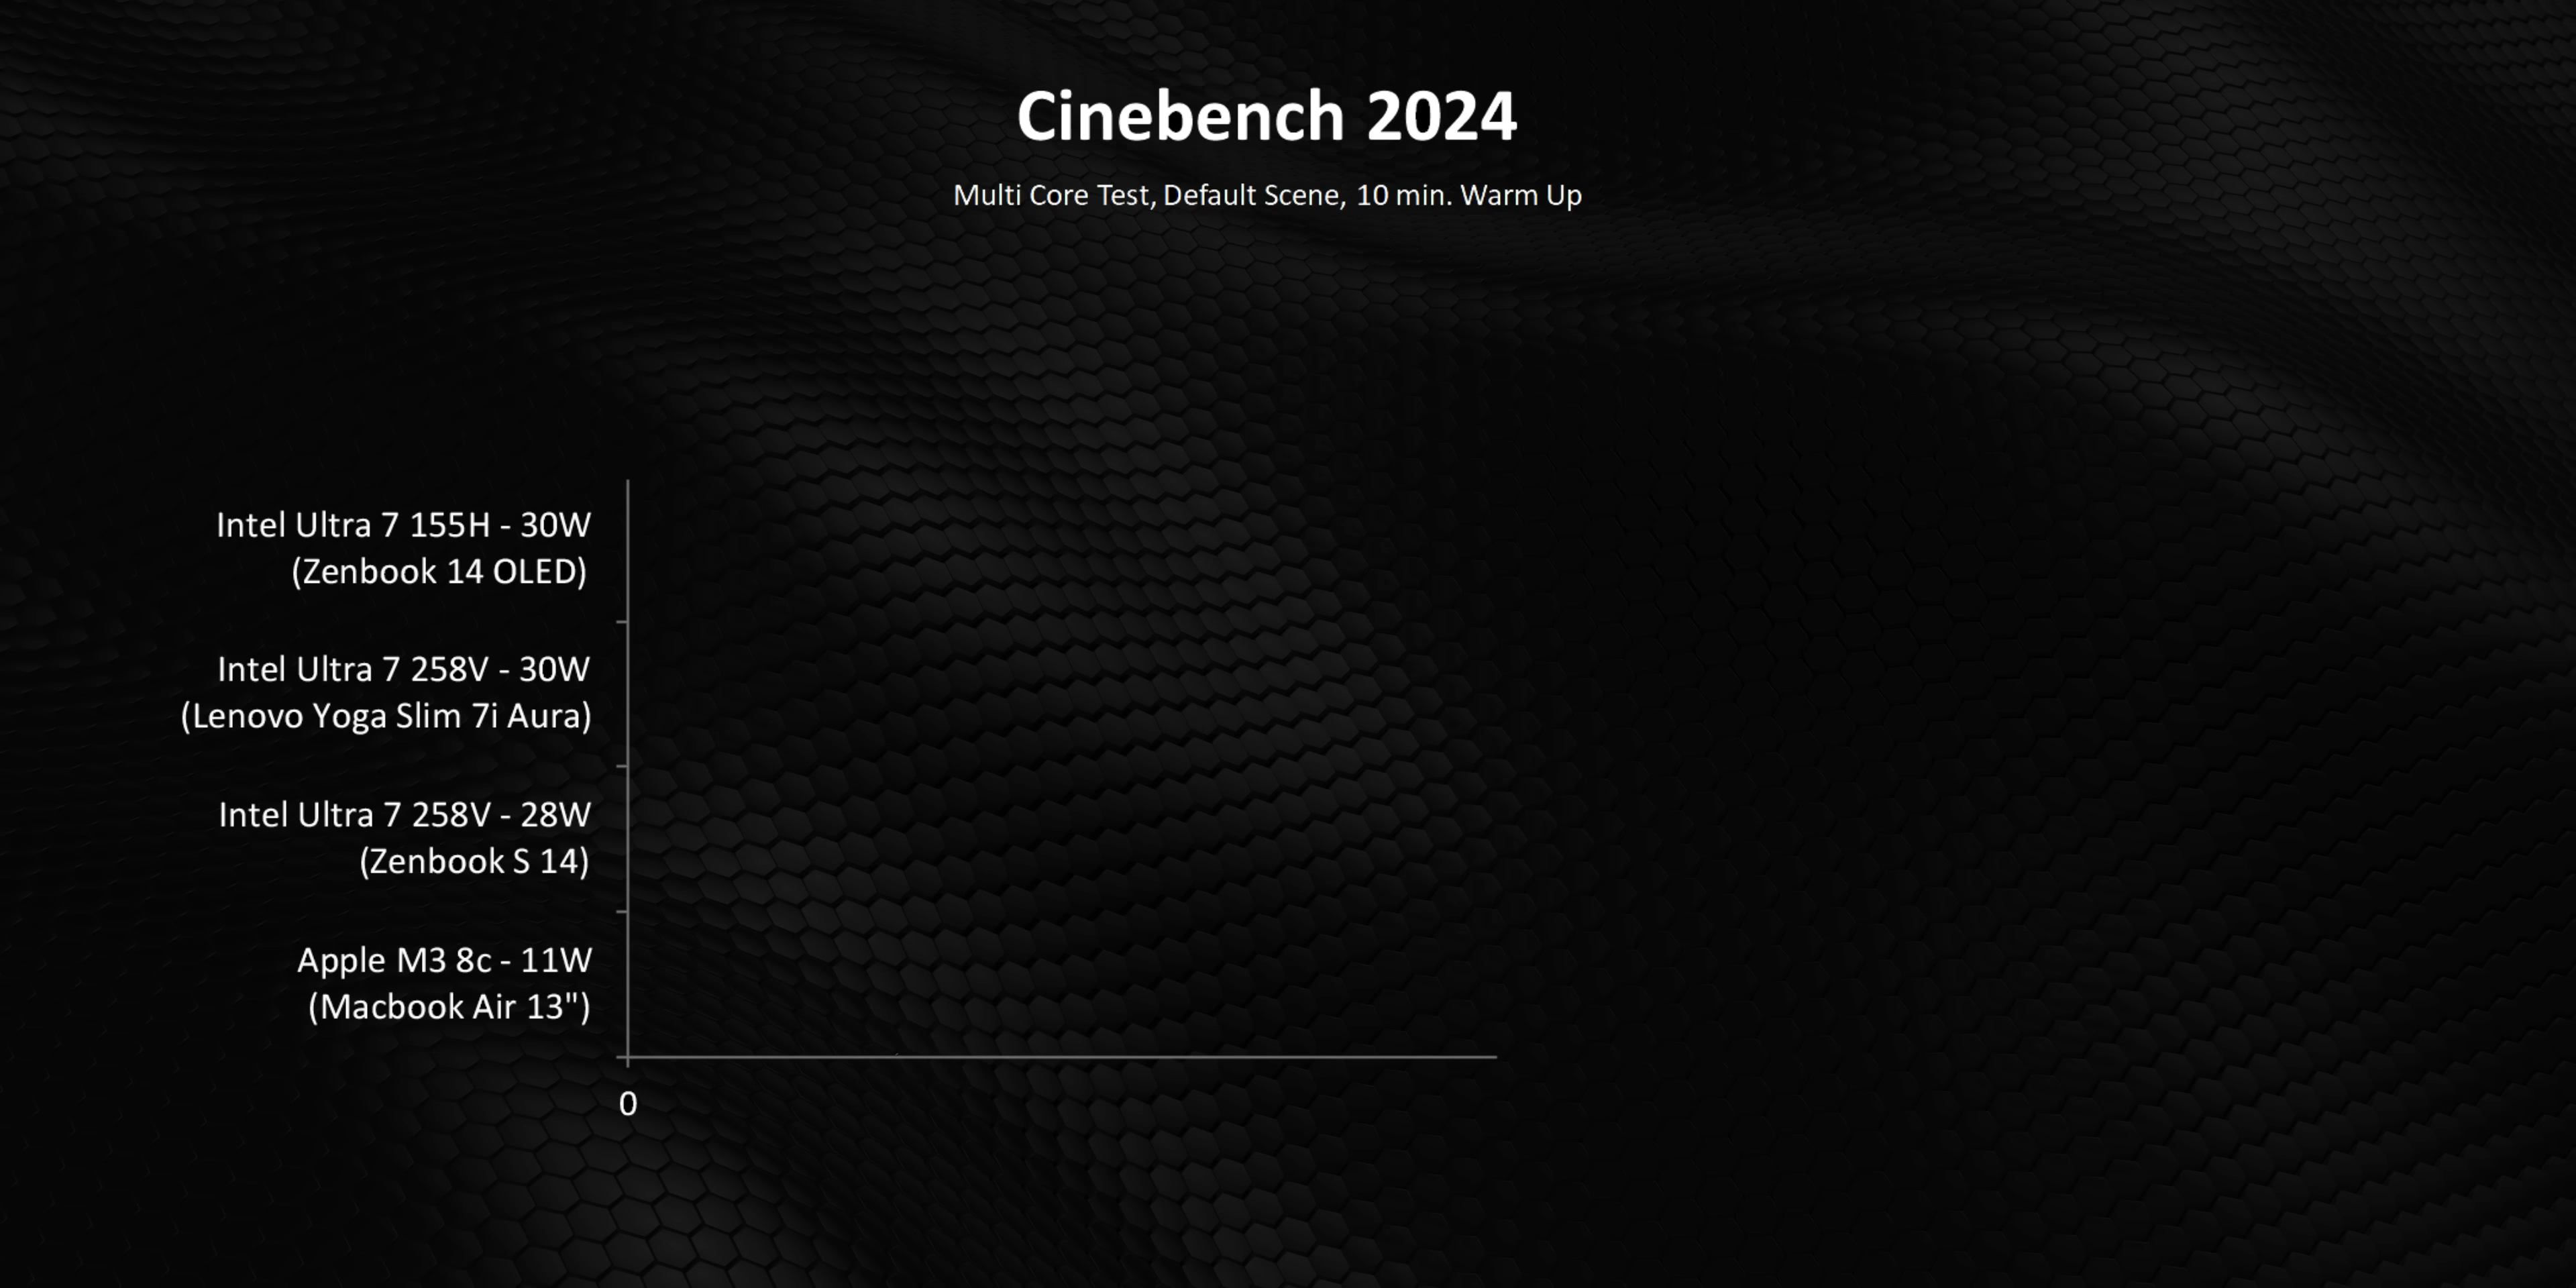 Cinebench 2024
Multi Core Test, Default Scene, 10 min. Warm Up
Intel Ultra 7 155H - 30W
(Zenbook 14 OLED)
Intel Ultra 7 258V - 30W
(Lenovo Yoga Slim 7i Aura)
Intel Ultra 7 258V - 28W
(Zenbook S 14)
Apple M3 8c - 11W
(Macbook Air 13")
0